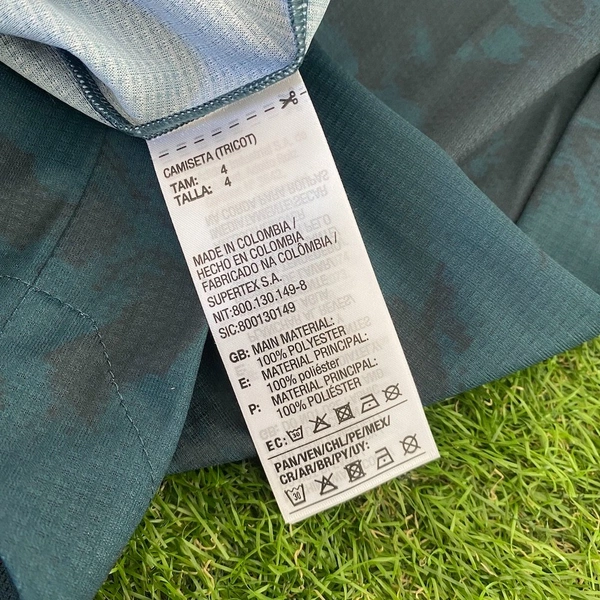 CAMISETA (TRICOT)
TAM: 4
TALLA: 4
MADE IN COLOMBIA /
HECHO EN COLOMBIA
FABRICADO NA COLÔMBIA /
SUPERTEX S.A.
NIT:800.130.149-8
SIC:800130149
GB: MAIN MATERIAL:
100% POLYESTER
E: MATERIAL PRINCIPAL:
100% poliéster
P: MATERIAL PRINCIPAL:
100% POLIÉSTER
EC: 30
PAN/VEN/CHL/PE/MEX/
CR/AR/BR/PY/UY:
30